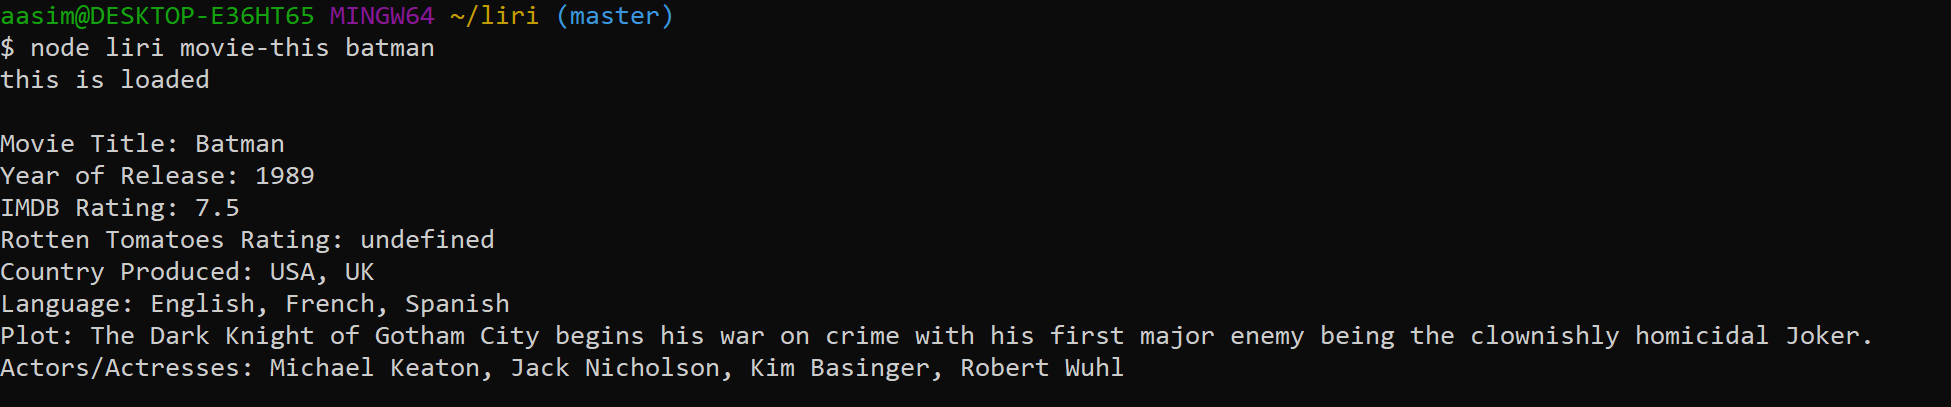 aasim@DESKTOP-E36HT65 MINGW64 ~/liri (master)
$ node liri movie-this batman
this is loaded

Movie Title: Batman
Year of Release: 1989
IMDB Rating: 7.5
Rotten Tomatoes Rating: undefined
Country Produced: USA, UK
Language: English, French, Spanish
Plot: The Dark Knight of Gotham City begins his war on crime with his first major enemy being the clownishly homicidal Joker.
Actors/Actresses: Michael Keaton, Jack Nicholson, Kim Basinger, Robert Wuhl